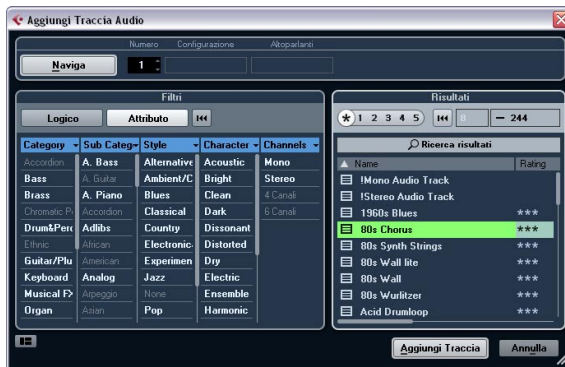 Aggiungi Traccia Audio
Numero Configurazione Altoparlanti
Naviga 1
Filtri
Logico Attributo
Category Sub Categ Style Character Channels
Accordion A. Bass Alternative Acoustic Mono
Bass A. Guitar Ambient/C Bright Stereo
Brass A. Piano Blues Clean 4 Canali
Chromatic P Accordion Classical Dark 6 Canali
Drum&Perc Adlibs Country Dissonant
Ethnic African Electronic Distorted
Guitar/Plu American Experimen Dry
Keyboard Analog Jazz Electric
Musical FX Arpeggio None Ensemble
Organ Asian Pop Harmonic
Risultati
* 1 2 3 4 5 8 — 244
Ricerca risultati
Name Rating
!Mono Audio Track
!Stereo Audio Track
1960s Blues ***
80s Chorus ***
80s Synth Strings ***
80s Wall lite ***
80s Wall ***
80s Wurlitzer ***
Acid Drumloop ***
Aggiungi Traccia Annulla